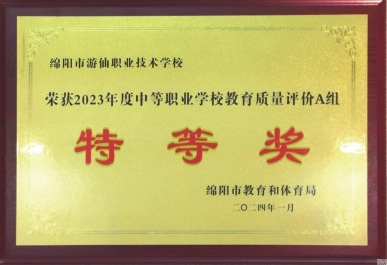 绵阳市游仙职业技术学校
荣获2023年度中等职业学校教育质量评价A组
特等奖
绵阳市教育和体育局
二〇二四年一月